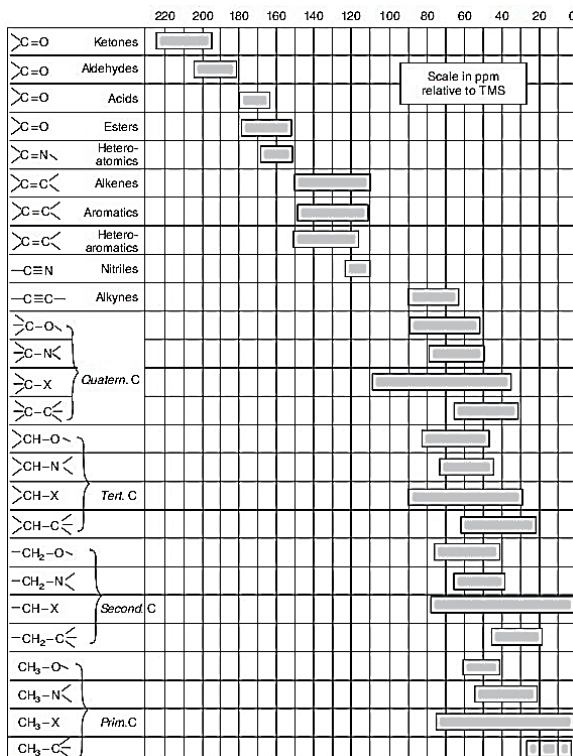 220 200 180 160 140 120 100 80 60 40 20 0
C=O Ketones
C=O Aldehydes
Scale in ppm
relative to TMS
C=O Acids
C=O Esters
C=N Hetero-
atomics
C=C Alkenes
C=C Aromatics
C=C Hetero-
aromatics
—C≡N Nitriles
—C≡C— Alkynes
C-O
C-N
C-X Quatern. C
C-C
CH-O
CH-N
CH-X Tert. C
CH-C
-CH₂-O
-CH₂-N
-CH-X Second. C
-CH₂-C
CH₃-O
CH₃-N
CH₃-X Prim.C
CH₃-C